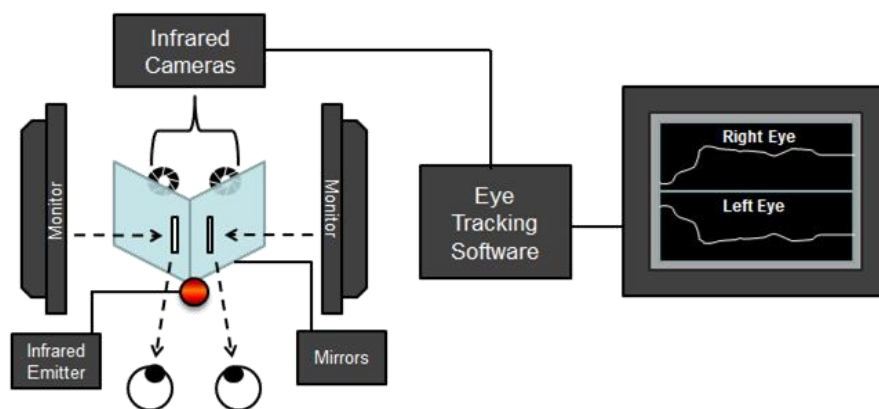 Infrared
Cameras
Monitor
Monitor
Eye
Tracking
Software
Right Eye
Left Eye
Infrared
Emitter
Mirrors